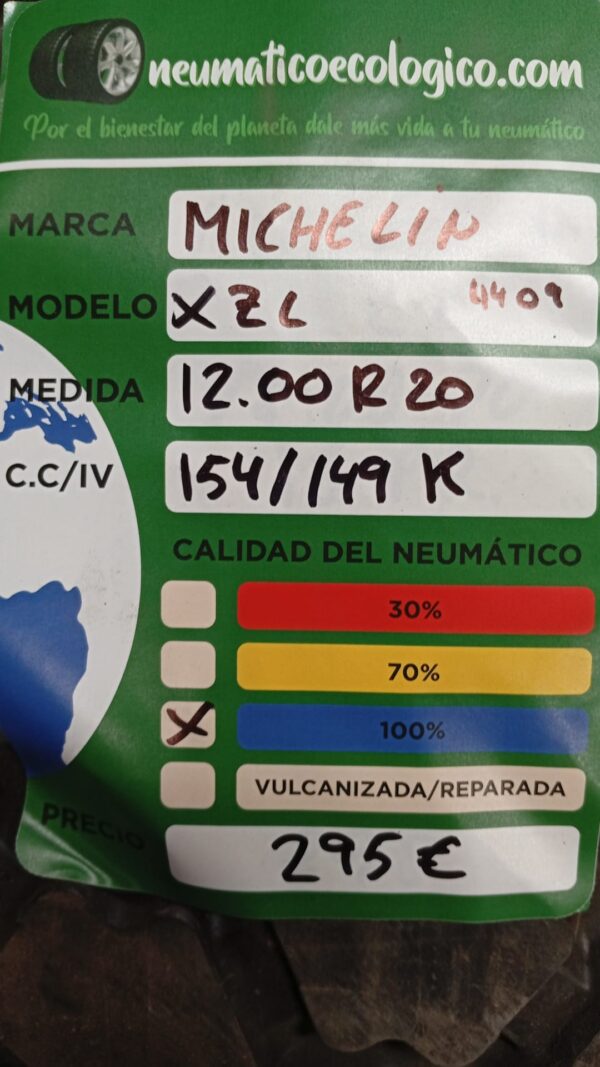 neumaticoecologico.com
Por el bienestar del planeta dale más vida a tu neumático
MARCA MICHELIN
MODELO XZL 4409
MEDIDA 12.00 R 20
C.C/IV 154/149 K
CALIDAD DEL NEUMÁTICO
30%
70%
X 100%
VULCANIZADA/REPARADA
PRECIO 295 €